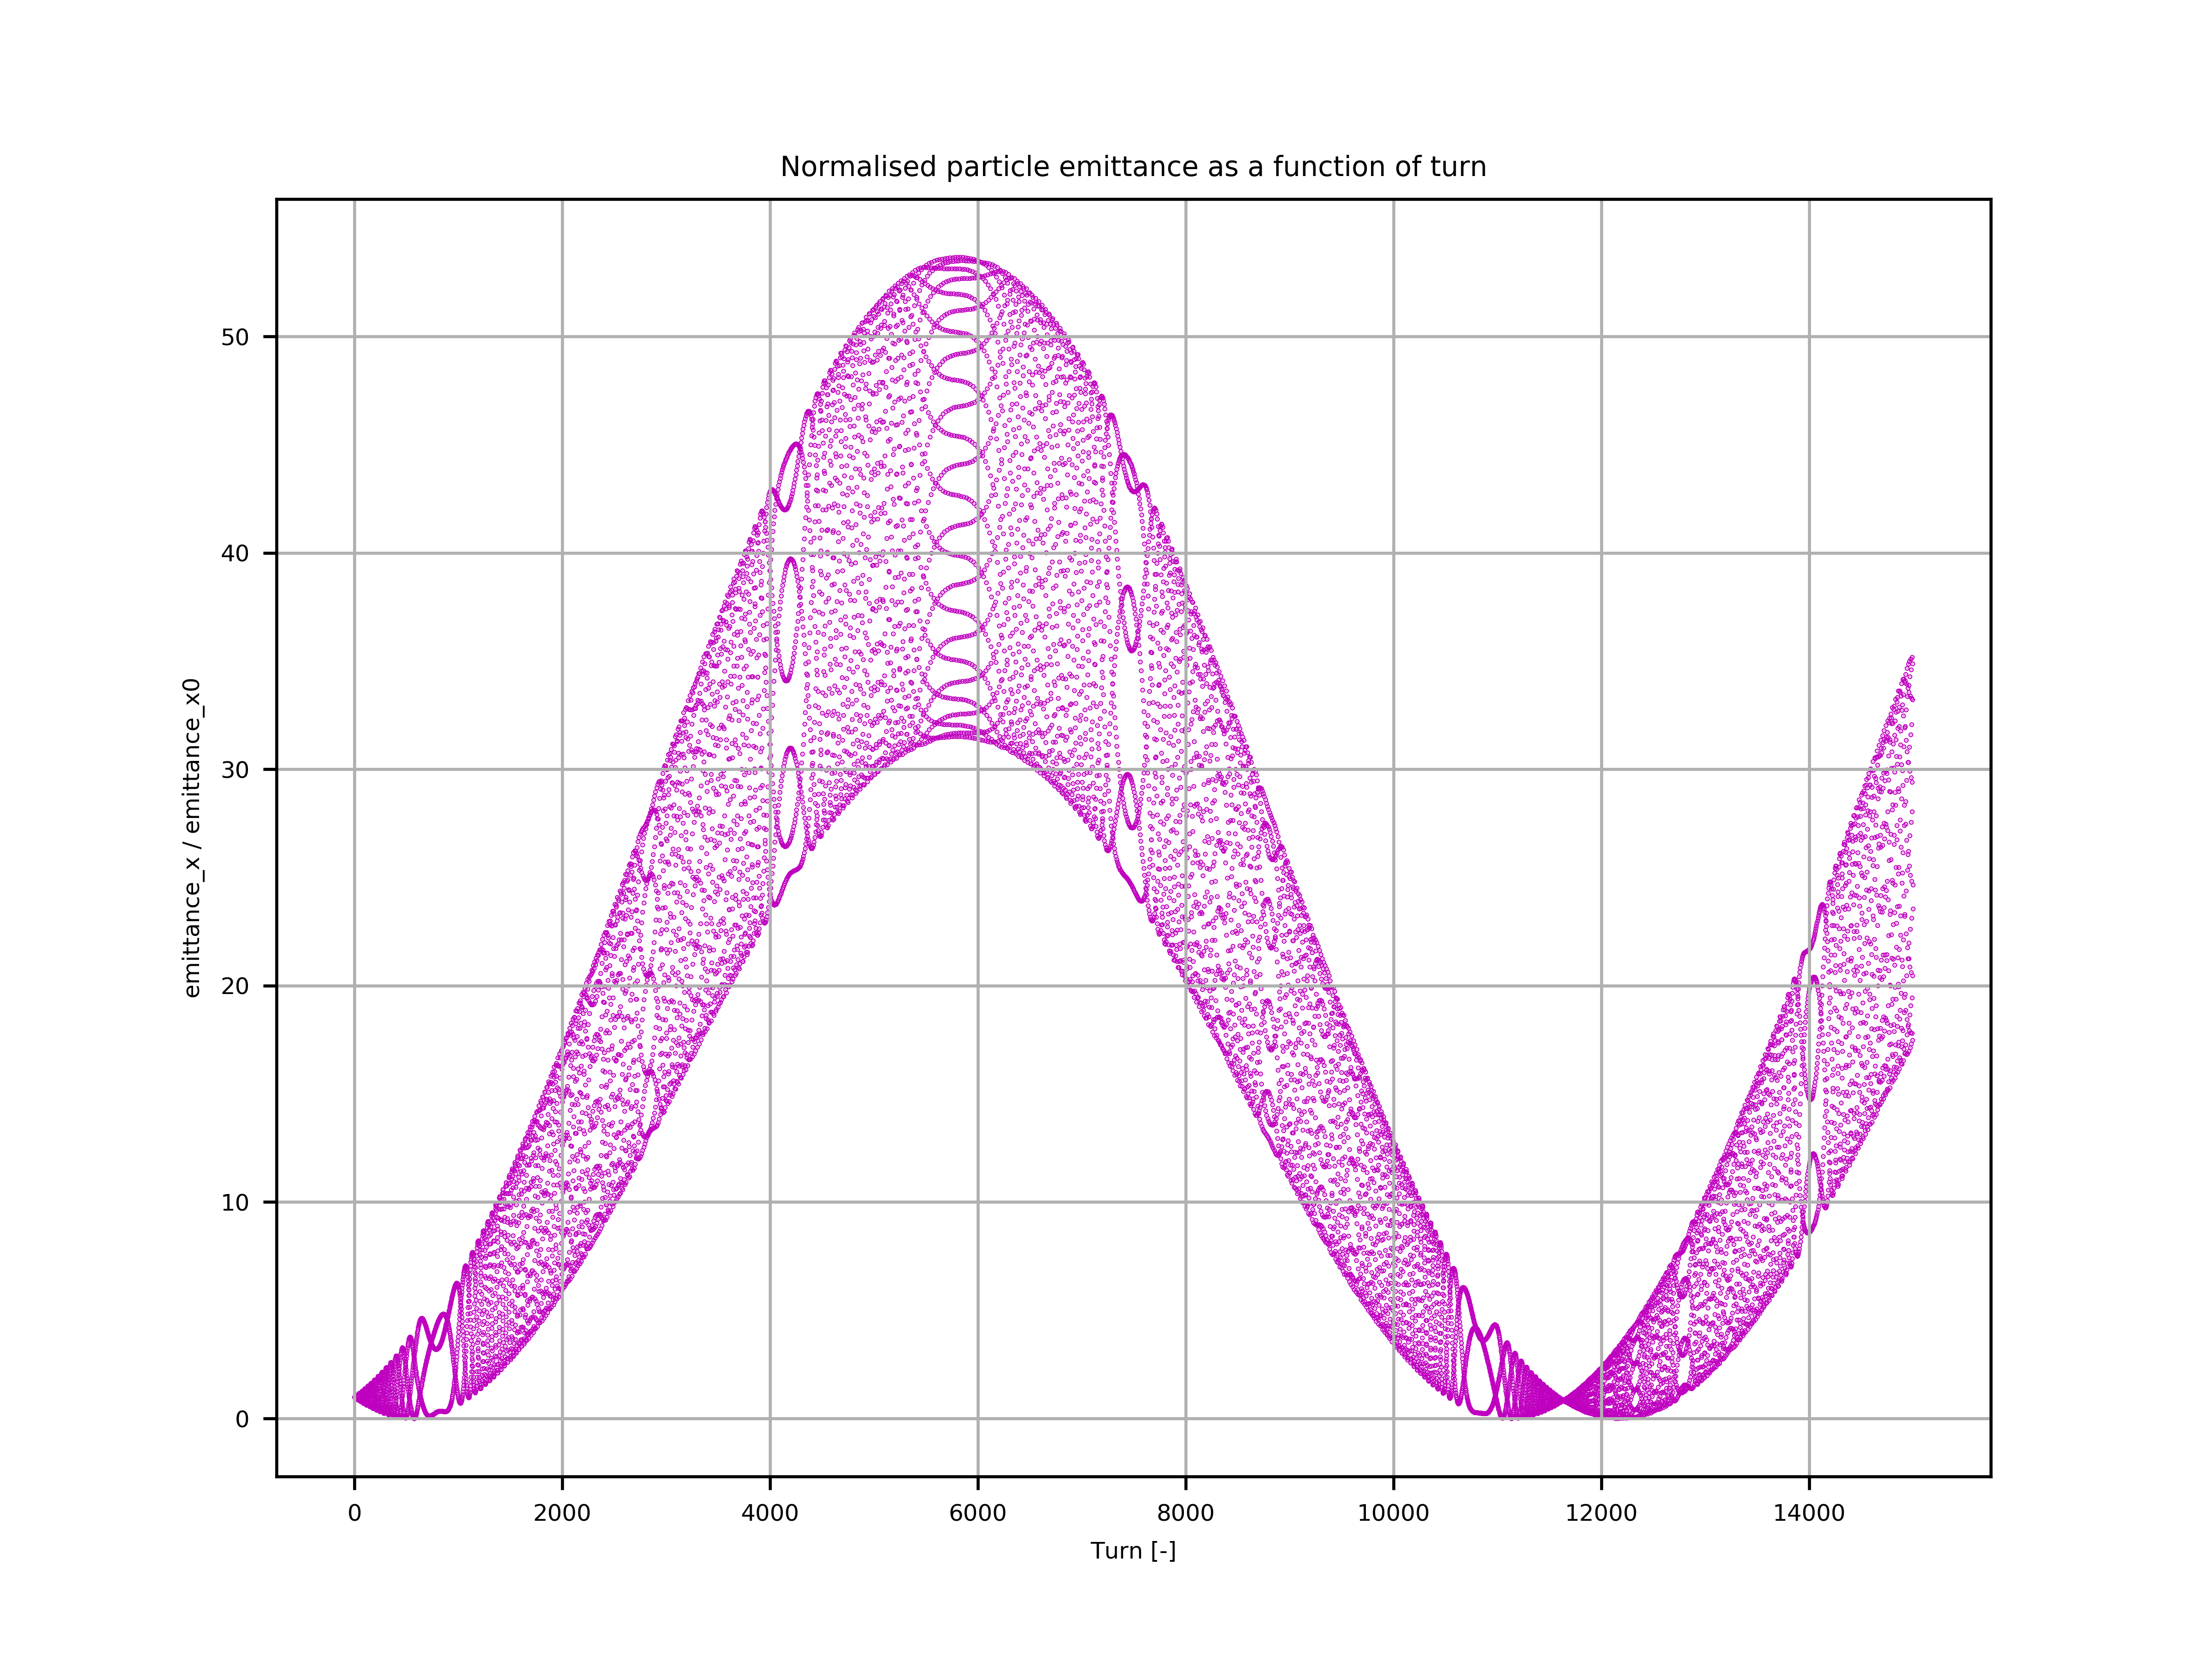 Normalised particle emittance as a function of turn
emittance_x / emittance_x0
50
40
30
20
10
0
0 2000 4000 6000 8000 10000 12000 14000
Turn [-]